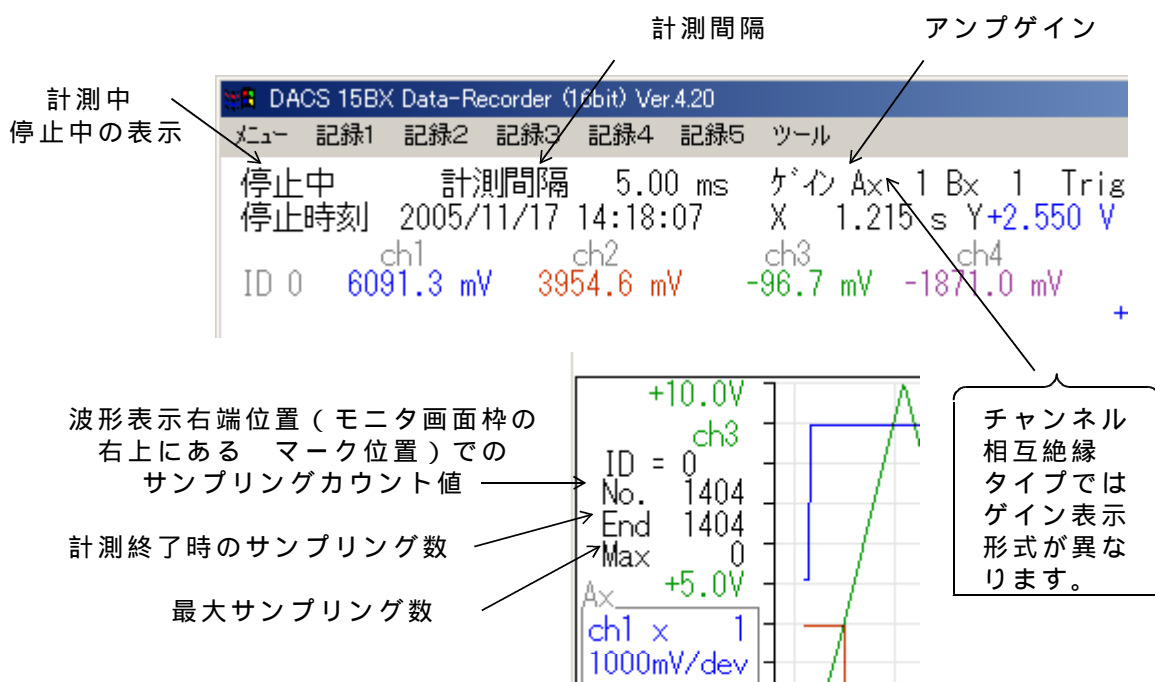 計測間隔
アンプゲイン
計測中
停止中の表示
DACS 15BX Data-Recorder (16bit) Ver.4.20
ﾒﾆｭｰ 記録1 記録2 記録3 記録4 記録5 ツール
停止中 計測間隔 5.00 ms ｹﾞｲﾝ Ax 1 Bx 1 Trig
停止時刻 2005/11/17 14:18:07 X 1.215 s Y+2.550 V
ch1 ch2 ch3 ch4
ID 0 6091.3 mV 3954.6 mV -96.7 mV -1871.0 mV
+
波形表示右端位置(モニタ画面枠の
右上にある マーク位置)での
サンプリングカウント値
計測終了時のサンプリング数
最大サンプリング数
+10.0V
ch3
ID = 0
No. 1404
End 1404
Max 0
+5.0V
Ax
ch1 x 1
1000mV/dev
チャンネル
相互絶縁
タイプでは
ゲイン表示
形式が異な
ります。